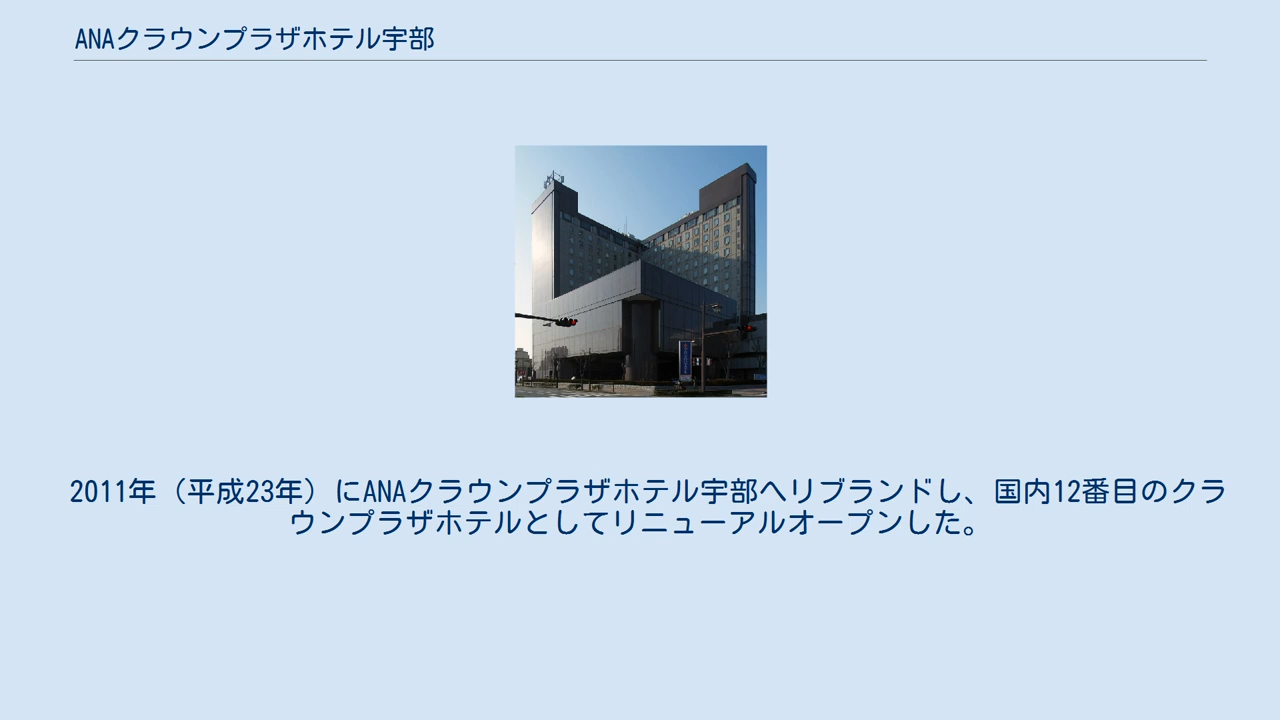 ANAクラウンプラザホテル宇部
2011年（平成23年）にANAクラウンプラザホテル宇部へリブランドし、国内12番目のクラ
ウンプラザホテルとしてリニューアルオープンした。